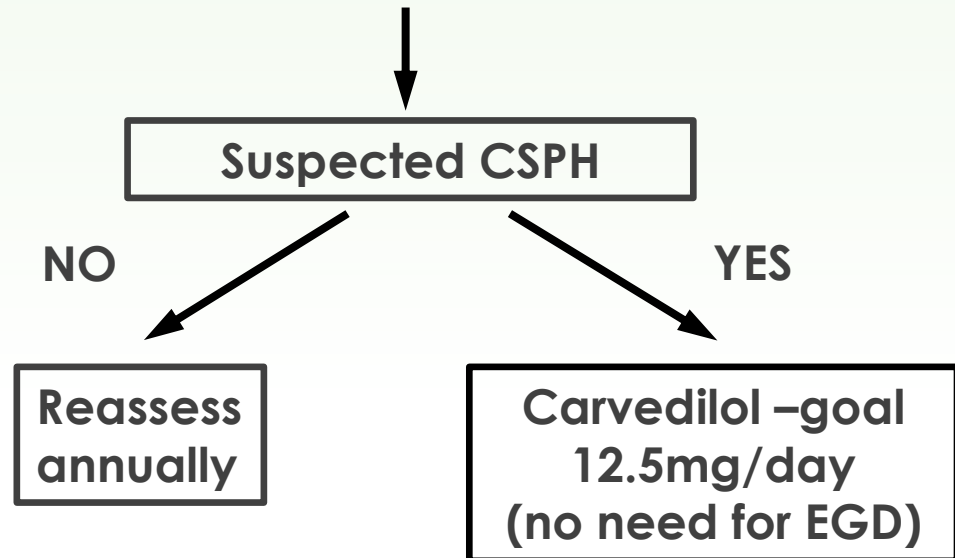 Suspected CSPH
NO
YES
Reassess
annually
Carvedilol –goal
12.5mg/day
(no need for EGD)